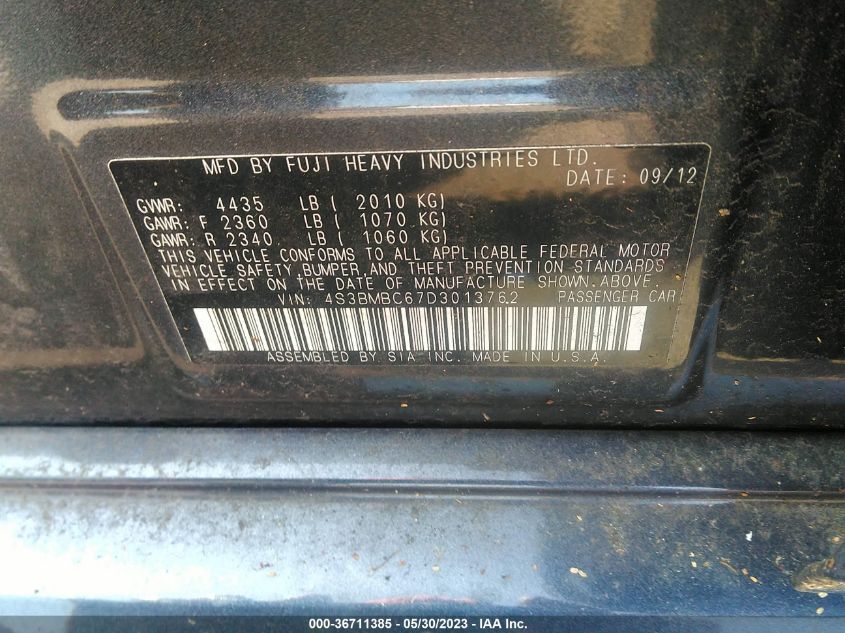 MFD BY FUJI HEAVY INDUSTRIES LTD.
DATE: 09/12
GVWR: 4435 LB ( 2010 KG)
GAWR: F 2360 LB ( 1070 KG)
GAWR: R 2340 LB ( 1060 KG)
THIS VEHICLE CONFORMS TO ALL APPLICABLE FEDERAL MOTOR
VEHICLE SAFETY,BUMPER,AND THEFT PREVENTION STANDARDS
IN EFFECT ON THE DATE OF MANUFACTURE SHOWN.ABOVE.
VIN: 4S3BMBC67D3013762 PASSENGER CAR
ASSEMBLED BY SIA INC. MADE IN U.S.A.
000-36711385 - 05/30/2023 - IAA Inc.